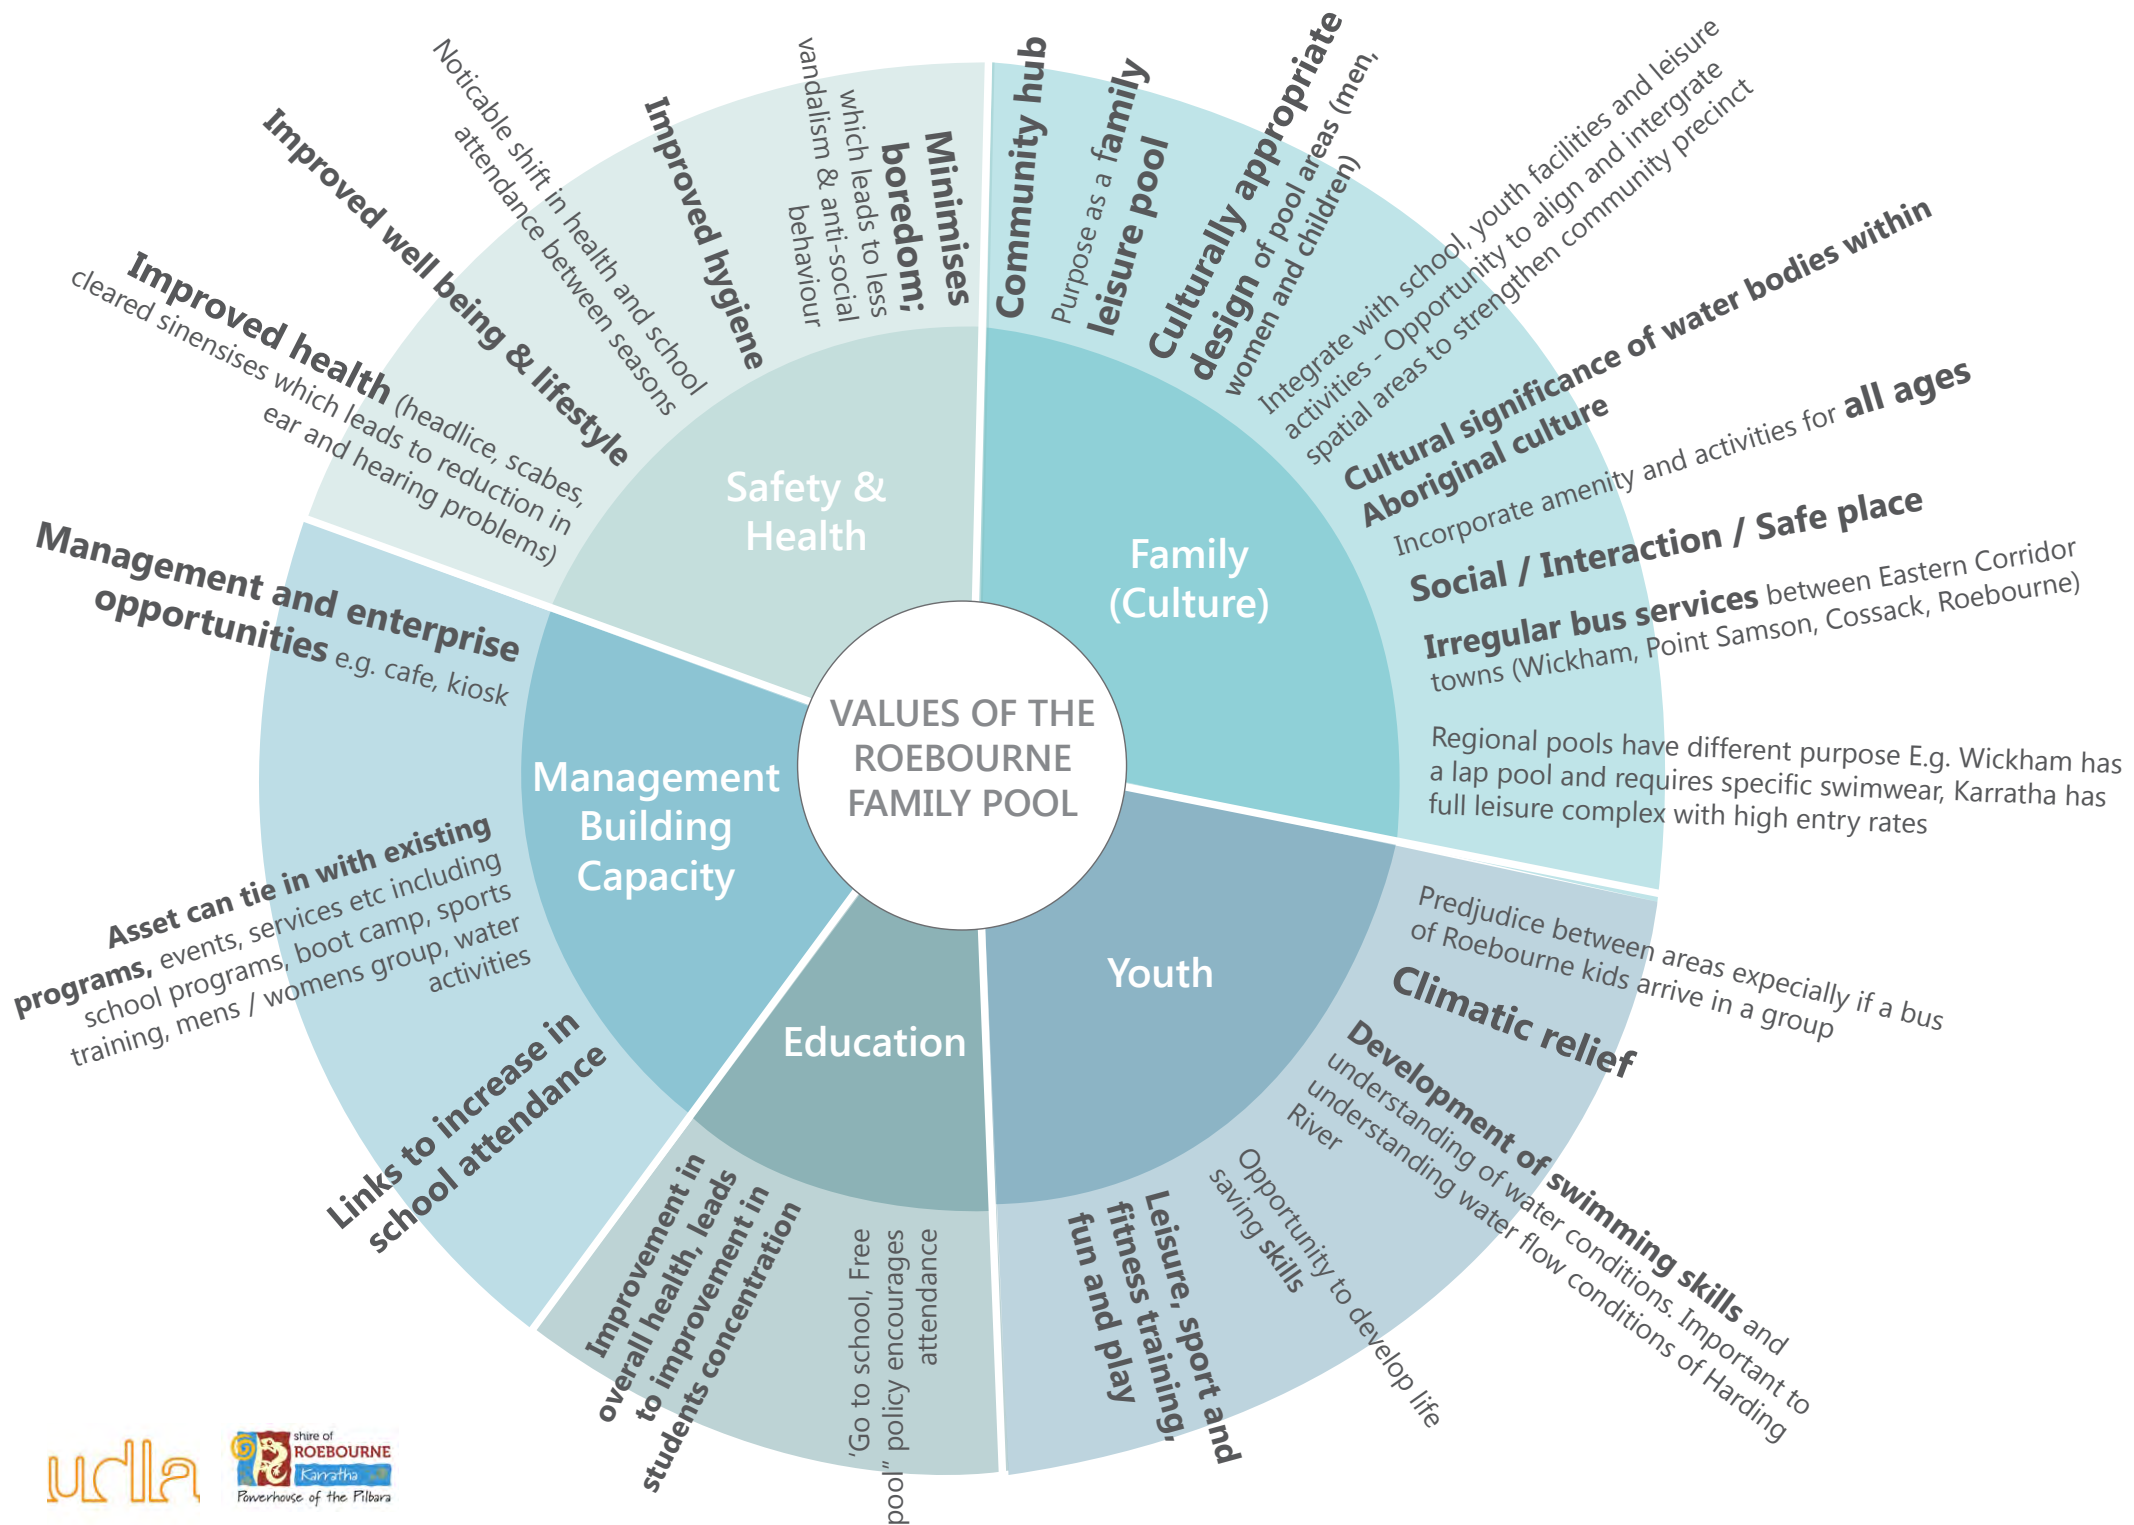 VALUES OF THE
ROEBOURNE
FAMILY POOL
Family
(Culture)
Community hub
Purpose as a family
leisure pool
Culturally appropriate
design of pool areas (men,
women and children)
Integrate with school, youth facilities and leisure
activities - Opportunity to align and intergrate
spatial areas to strengthen community precinct
Cultural significance of water bodies within
Aboriginal culture
Incorporate amenity and activities for all ages
Social / Interaction / Safe place
Irregular bus services between Eastern Corridor
towns (Wickham, Point Samson, Cossack, Roebourne)
Regional pools have different purpose E.g. Wickham has
a lap pool and requires specific swimwear, Karratha has
full leisure complex with high entry rates
Youth
Predjudice between areas expecially if a bus
of Roebourne kids arrive in a group
Climatic relief
Development of swimming skills and
understanding of water conditions. Important to
understanding water flow conditions of Harding
River
Opportunity to develop life
saving skills
Leisure, sport and
fitness training,
fun and play
Education
'Go to school, Free
pool" policy encourages
attendance
Improvement in
overall health, leads
to improvement in
students concentration
Management
Building
Capacity
Links to increase in
school attendance
Asset can tie in with existing
programs, events, services etc including
school programs, boot camp, sports
training, mens / womens group, water
activities
Management and enterprise
opportunities e.g. cafe, kiosk
Safety &
Health
Improved health (headlice, scabes,
cleared sinensises which leads to reduction in
ear and hearing problems)
Improved well being & lifestyle
Noticable shift in health and school
attendance between seasons
Improved hygiene
Minimises
boredom;
which leads to less
vandalism & anti-social
behaviour
udla
shire of
ROEBOURNE
Karratha
Powerhouse of the Pilbara